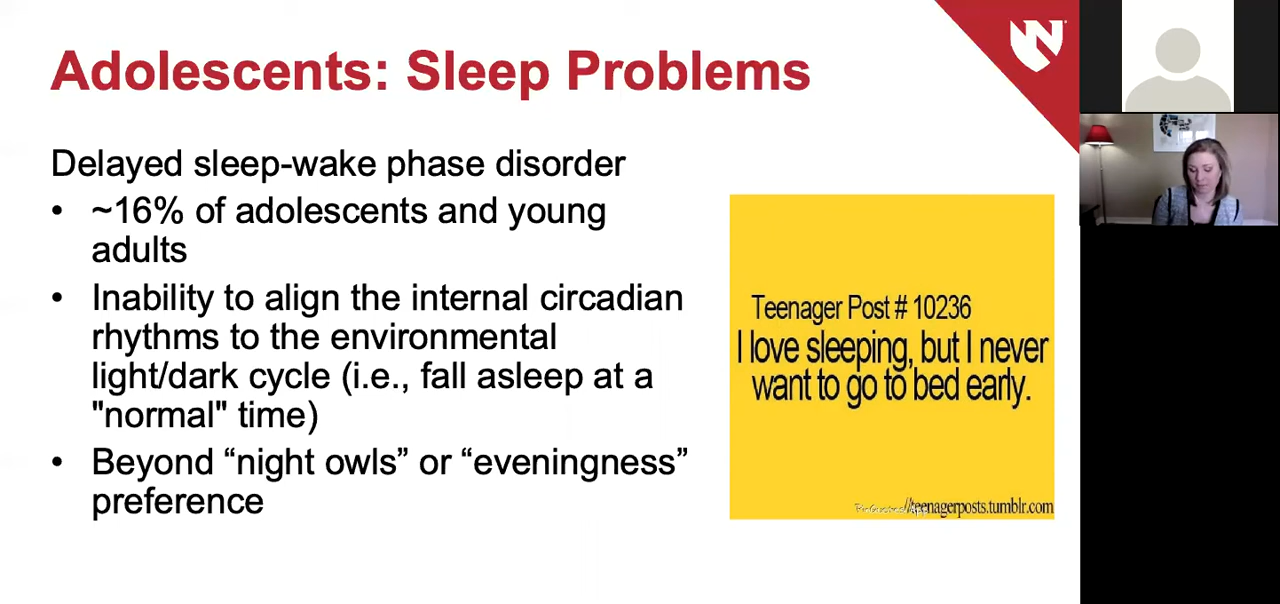 Adolescents: Sleep Problems
Delayed sleep-wake phase disorder
• ~16% of adolescents and young
adults
• Inability to align the internal circadian
rhythms to the environmental
light/dark cycle (i.e., fall asleep at a
"normal" time)
• Beyond “night owls” or “eveningness”
preference
Teenager Post # 10236
I love sleeping, but I never
want to go to bed early.
//teenagerposts.tumblr.com
N